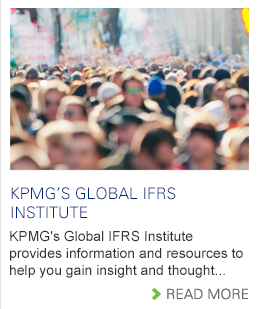 KPMG'S GLOBAL IFRS
INSTITUTE
KPMG's Global IFRS Institute
provides information and resources to
help you gain insight and thought...
READ MORE